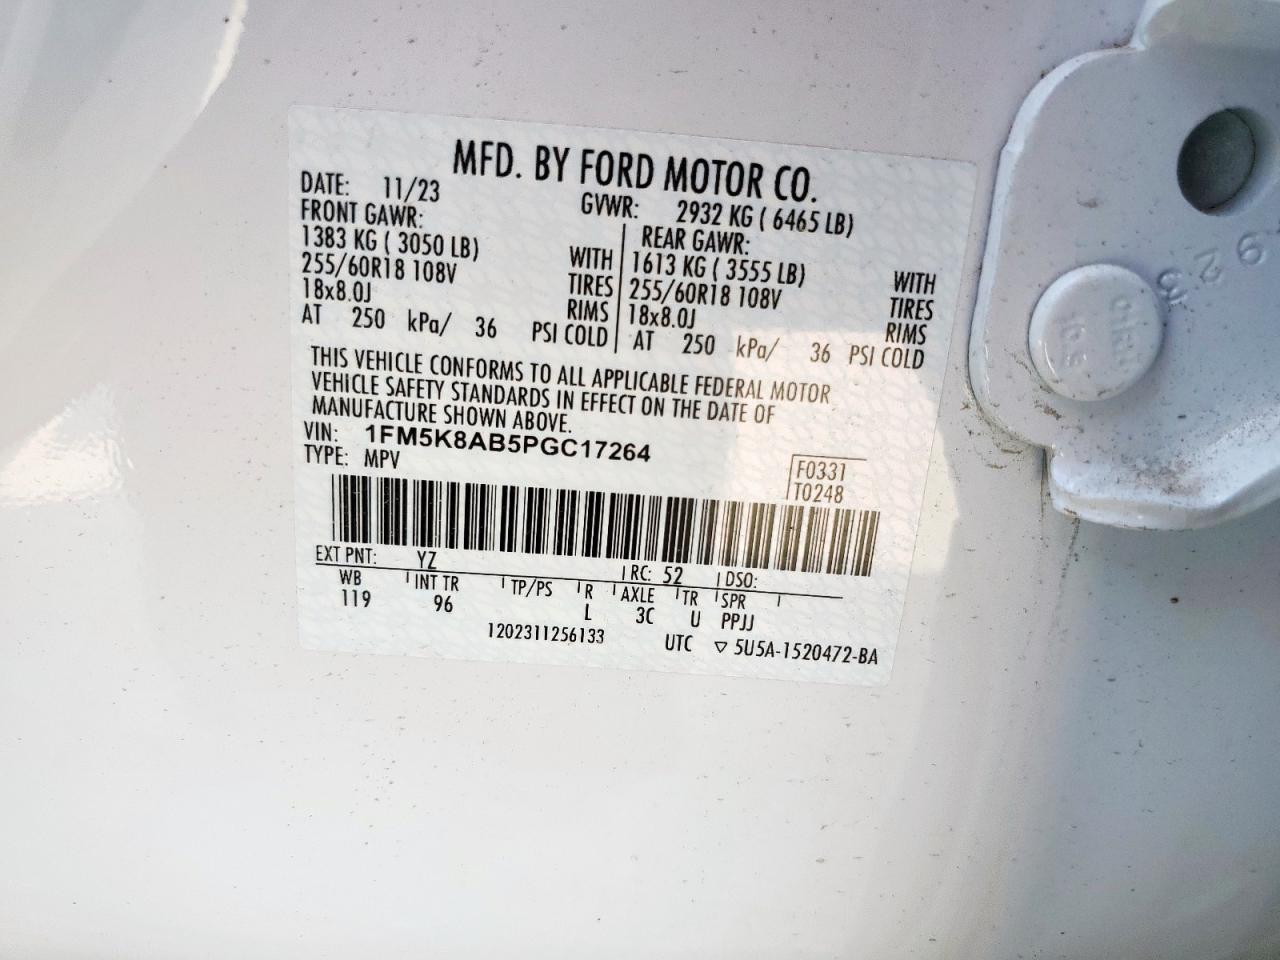 MFD. BY FORD MOTOR CO.
DATE: 11/23 GVWR: 2932 KG ( 6465 LB)
FRONT GAWR: REAR GAWR:
1383 KG ( 3050 LB) WITH 1613 KG ( 3555 LB) WITH
255/60R18 108V TIRES 255/60R18 108V TIRES
18x8.0J RIMS 18x8.0J RIMS
AT 250 kPa/ 36 PSI COLD AT 250 kPa/ 36 PSI COLD
THIS VEHICLE CONFORMS TO ALL APPLICABLE FEDERAL MOTOR
VEHICLE SAFETY STANDARDS IN EFFECT ON THE DATE OF
MANUFACTURE SHOWN ABOVE.
VIN: 1FM5K8AB5PGC17264
TYPE: MPV
F0331
T0248
EXT PNT: YZ RC: 52 DSO:
WB INT TR TP/PS R AXLE TR SPR
119 96 L 3C U PPJJ
1202311256133 UTC ▽ 5U5A-1520472-BA